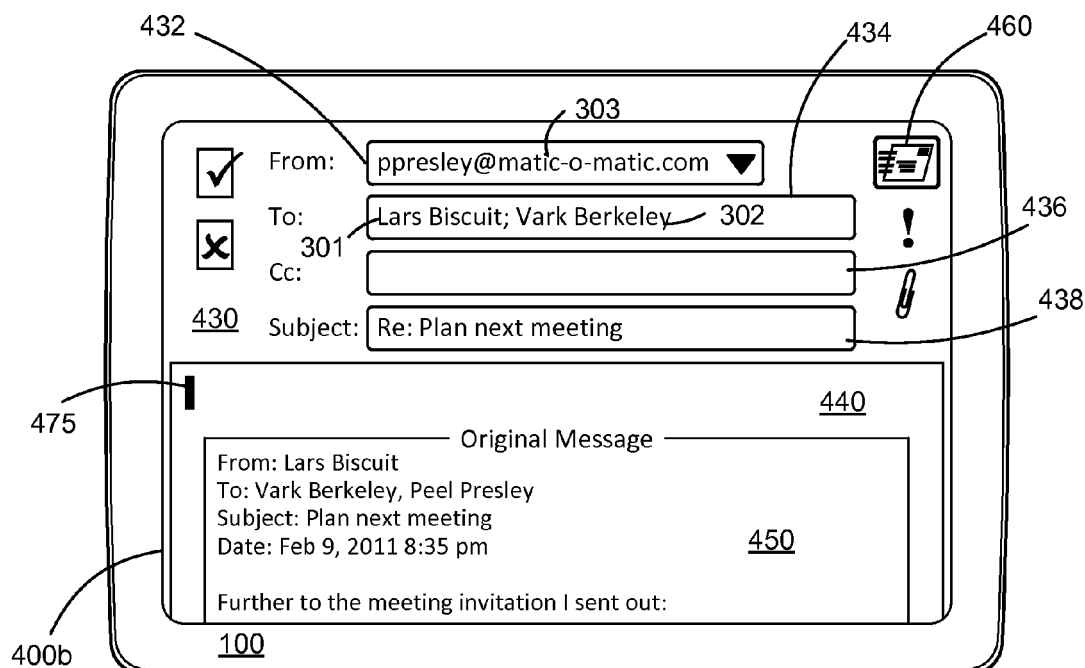 432
434
460
303
From: ppresley@matic-o-matic.com
To: Lars Biscuit; Vark Berkeley 302
301
436
Cc:
430
438
Subject: Re: Plan next meeting
!
475
440
Original Message
From: Lars Biscuit
To: Vark Berkeley, Peel Presley
Subject: Plan next meeting
Date: Feb 9, 2011 8:35 pm
450
Further to the meeting invitation I sent out:
400b
100